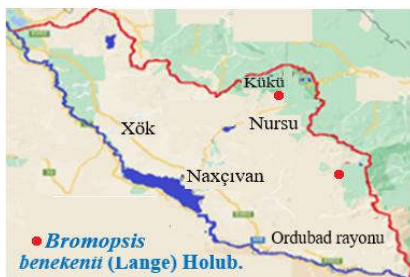 Kükü
Nursu
Xök
Naxçıvan
Ordubad rayonu
Bromopsis
benekenii (Lange) Holub.